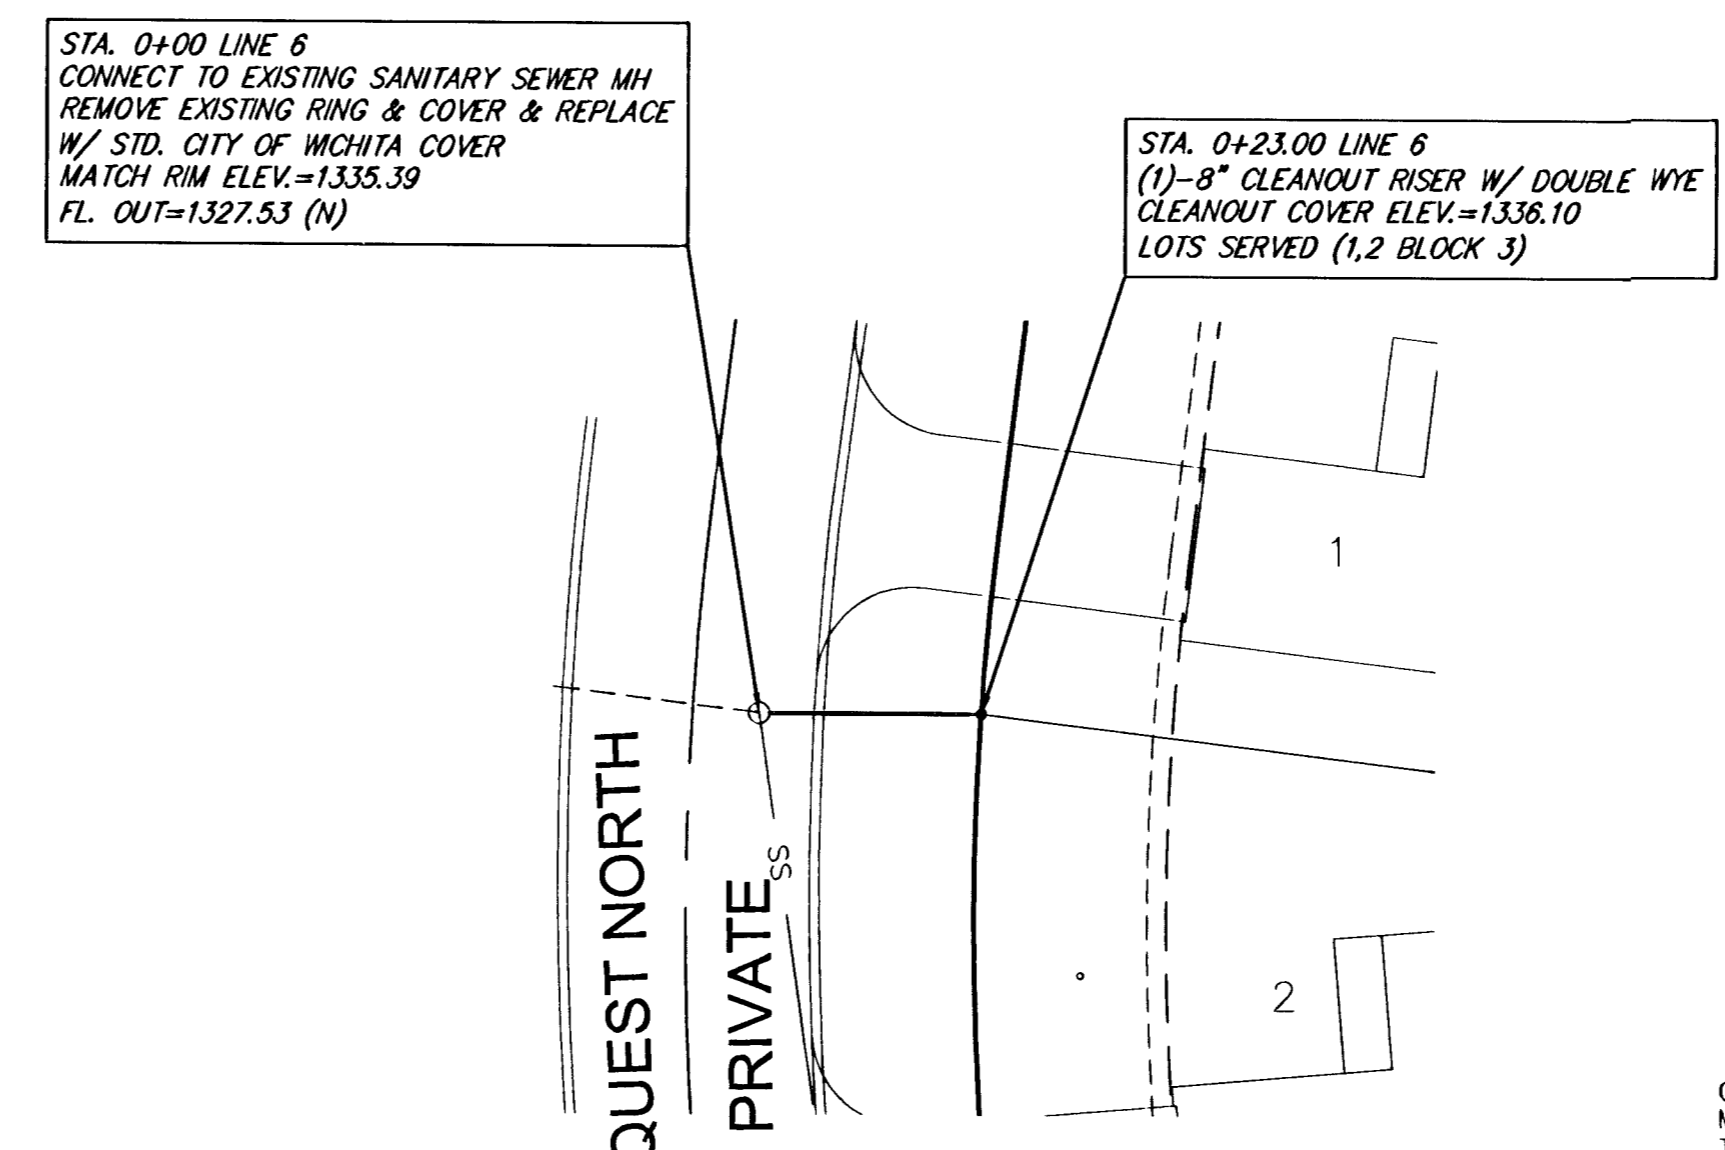 STA. 0+00 LINE 6
CONNECT TO EXISTING SANITARY SEWER MH
REMOVE EXISTING RING & COVER & REPLACE
W/ STD. CITY OF WICHITA COVER
MATCH RIM ELEV.=1335.39
FL. OUT=1327.53 (N)
STA. 0+23.00 LINE 6
(1)-8" CLEANOUT RISER W/ DOUBLE WYE
CLEANOUT COVER ELEV.=1336.10
LOTS SERVED (1,2 BLOCK 3)
1
QUEST NORTH
PRIVATE
SS
2